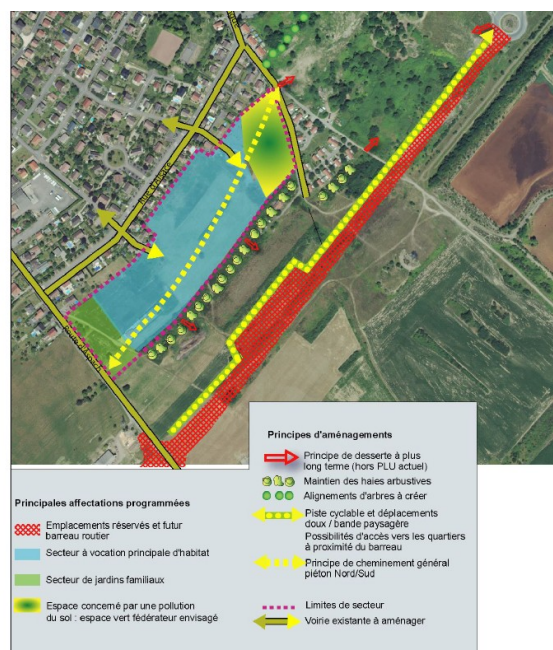 Principes d'aménagements
Principe de desserte à plus
long terme (hors PLU actuel)
Maintien des haies arbustives
Alignements d'arbres à créer
Piste cyclable et déplacements
doux / bande paysagère
Possibilités d'accès vers les quartiers
à proximité du barreau
Principe de cheminement général
piéton Nord/Sud
Limites de secteur
Voirie existante à aménager
Principales affectations programmées
Emplacements réservés et futur
barreau routier
Secteur à vocation principale d'habitat
Secteur de jardins familiaux
Espace concerné par une pollution
du sol : espace vert fédérateur envisagé